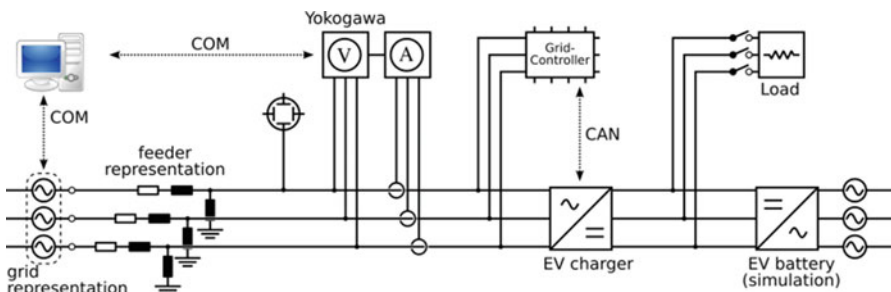 Yokogawa
COM
V
A
Grid-
Controller
Load
COM
CAN
feeder
representation
EV charger
EV battery
(simulation)
grid
representation